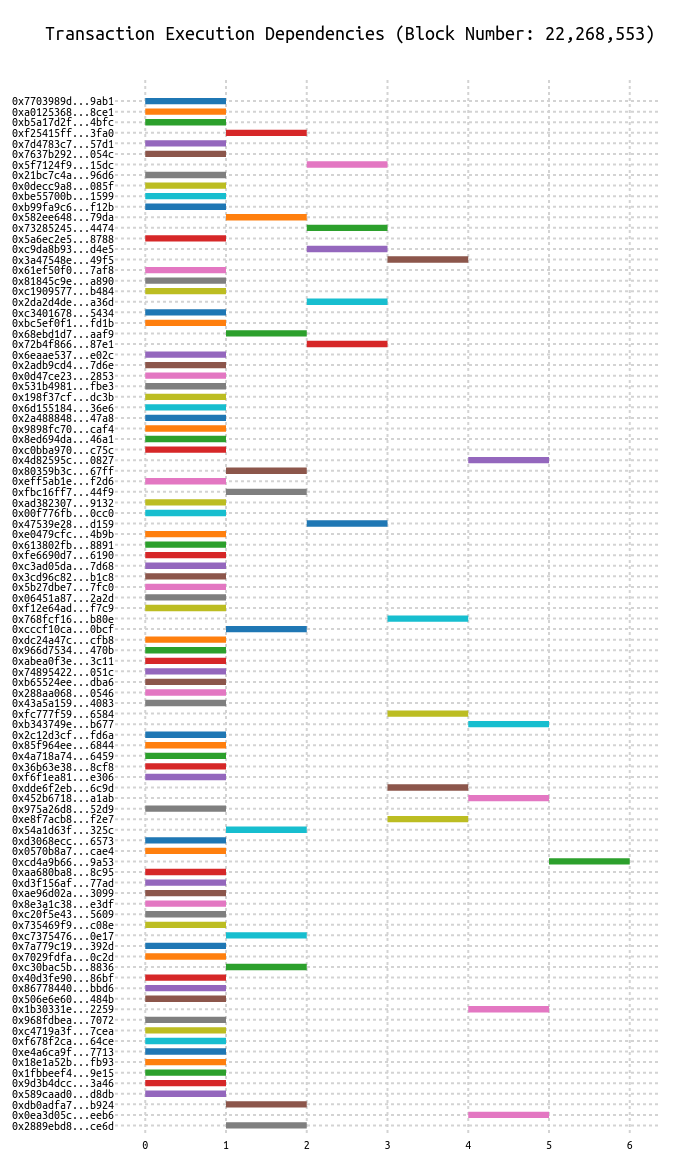 Transaction Execution Dependencies (Block Number: 22,268,553)
0x7703989d...9ab1
0xa0125368...8ce1
0xb5a17d2f...4bfc
0xf25415ff...3fa0
0x7d4783c7...57d1
0x7637b292...054c
0x5f7124f9...15dc
0x21bc7c4a...96d6
0x0decc9a8...085f
0xbe55700b...1599
0xb99fa9c6...f12b
0x582ee648...79da
0x73285245...4474
0x5a6ec2e5...8788
0xc9da8b93...d4e5
0x3a47548e...49f5
0x61ef50f0...7af8
0x81845c9e...a890
0xc1909577...b484
0x2da2d4de...a36d
0xc3401678...5434
0xbc5ef0f1...fd1b
0x68ebd1d7...aaf9
0x72b4f866...87e1
0x6eaae537...e02c
0x2adb9cd4...7d6e
0x0d47ce23...2853
0x531b4981...fbe3
0x198f37cf...dc3b
0x6d155184...36e6
0x2a488848...47a8
0x9898fc70...caf4
0x8ed694da...46a1
0xc0bba970...c75c
0x4d82595c...0827
0x80359b3c...67ff
0xeff5ab1e...f2d6
0xfbc16ff7...44f9
0xad382307...9132
0x00f776fb...0cc0
0x47539e28...d159
0xe0479cfc...4b9b
0x613802fb...8891
0xfe6690d7...6190
0xc3ad05da...7d68
0x3cd96c82...b1c8
0x5b27dbe7...7fc0
0x06451a87...2a2d
0xf12e64ad...f7c9
0x768fcf16...b80e
0xcccf10ca...0bcf
0xdc24a47c...cfb8
0x966d7534...470b
0xabea0f3e...3c11
0x74895422...051c
0xb65524ee...dba6
0x288aa068...0546
0x43a5a159...4083
0xfc777f59...6584
0xb343749e...b677
0x2c12d3cf...fd6a
0x85f964ee...6844
0x4a718a74...6459
0x36b63e38...8cf8
0xf6f1ea81...e306
0xdde6f2eb...6c9d
0x452b6718...a1ab
0x975a26d8...52d9
0xe8f7acb8...f2e7
0x54a1d63f...325c
0xd3068ecc...6573
0x0570b8a7...cae4
0xcd4a9b66...9a53
0xaa680ba8...8c95
0xd3f156af...77ad
0xae96d02a...3099
0x8e3a1c38...e3df
0xc20f5e43...5609
0x735469f9...c08e
0xc7375476...0e17
0x7a779c19...392d
0x7029fdfa...0c2d
0xc30bac5b...8836
0x40d3fe90...86bf
0x86778440...bbd6
0x506e6e60...484b
0x1b30331e...2259
0x968fdbea...7072
0xc4719a3f...7cea
0xf678f2ca...64ce
0xe4a6ca9f...7713
0x18e1a52b...fb93
0x1fbbeef4...9e15
0x9d3b4dcc...3a46
0x589caad0...d8db
0xdb0adfa7...b924
0x0ea3d05c...eeb6
0x2889ebd8...ce6d
0 1 2 3 4 5 6